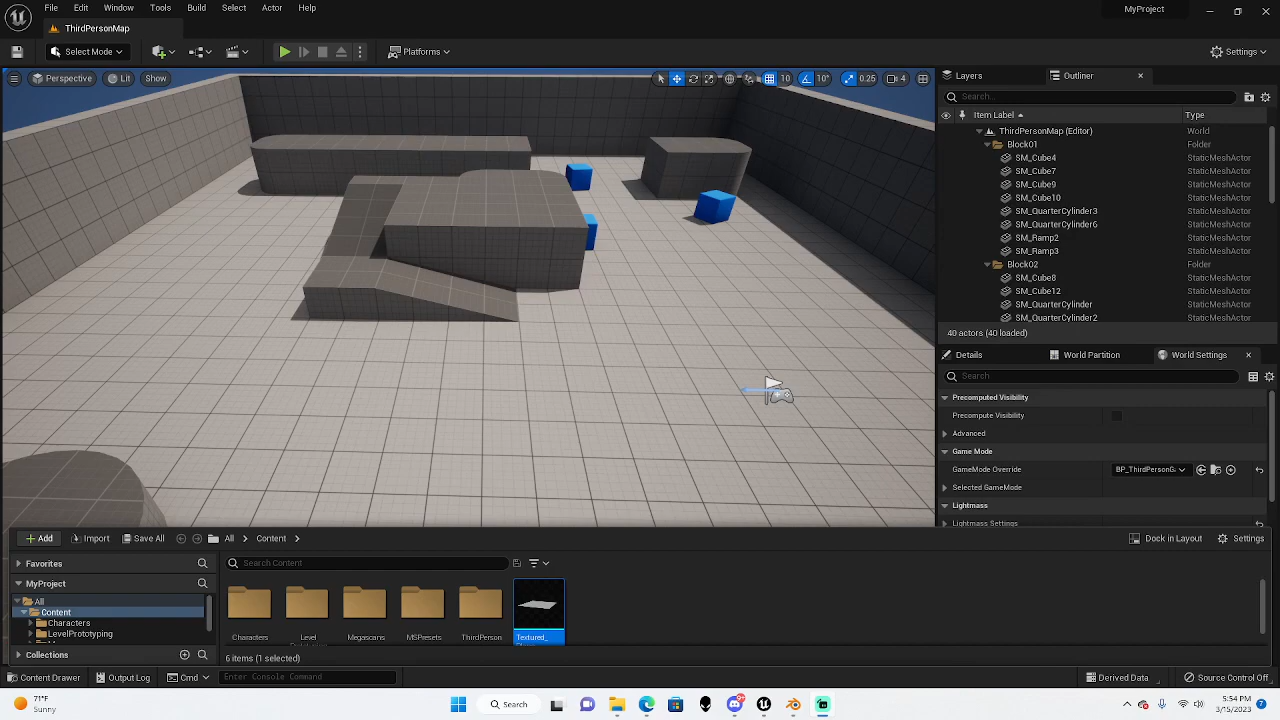 File Edit Window Tools Build Select Actor Help
MyProject
ThirdPersonMap
Select Mode
Platforms
Settings
Perspective Lit Show
10 10° 0.25 4
Layers Outliner
Search...
Item Label Type
ThirdPersonMap (Editor) World
Block01 Folder
SM_Cube4 StaticMeshActor
SM_Cube7 StaticMeshActor
SM_Cube9 StaticMeshActor
SM_Cube10 StaticMeshActor
SM_QuarterCylinder3 StaticMeshActor
SM_QuarterCylinder6 StaticMeshActor
SM_Ramp2 StaticMeshActor
SM_Ramp3 StaticMeshActor
Block02 Folder
SM_Cube8 StaticMeshActor
SM_Cube12 StaticMeshActor
SM_QuarterCylinder StaticMeshActor
SM_QuarterCylinder2 StaticMeshActor
40 actors (40 loaded)
Details World Partition World Settings
Search
Precomputed Visibility
Precompute Visibility
Advanced
Game Mode
GameMode Override BP_ThirdPersonGa
Selected GameMode
Lightmass
Lightmass Settings
Add Import Save All All Content Dock in Layout Settings
Favorites
Search Content
MyProject
All
Content
Characters
LevelPrototyping
Collections
Characters Level Megascans MSPresets ThirdPerson Textured_
6 items (1 selected)
Content Drawer Output Log Cmd Enter Console Command Source Control Off
71°F
Sunny
Search
5:54 PM
3/15/2023